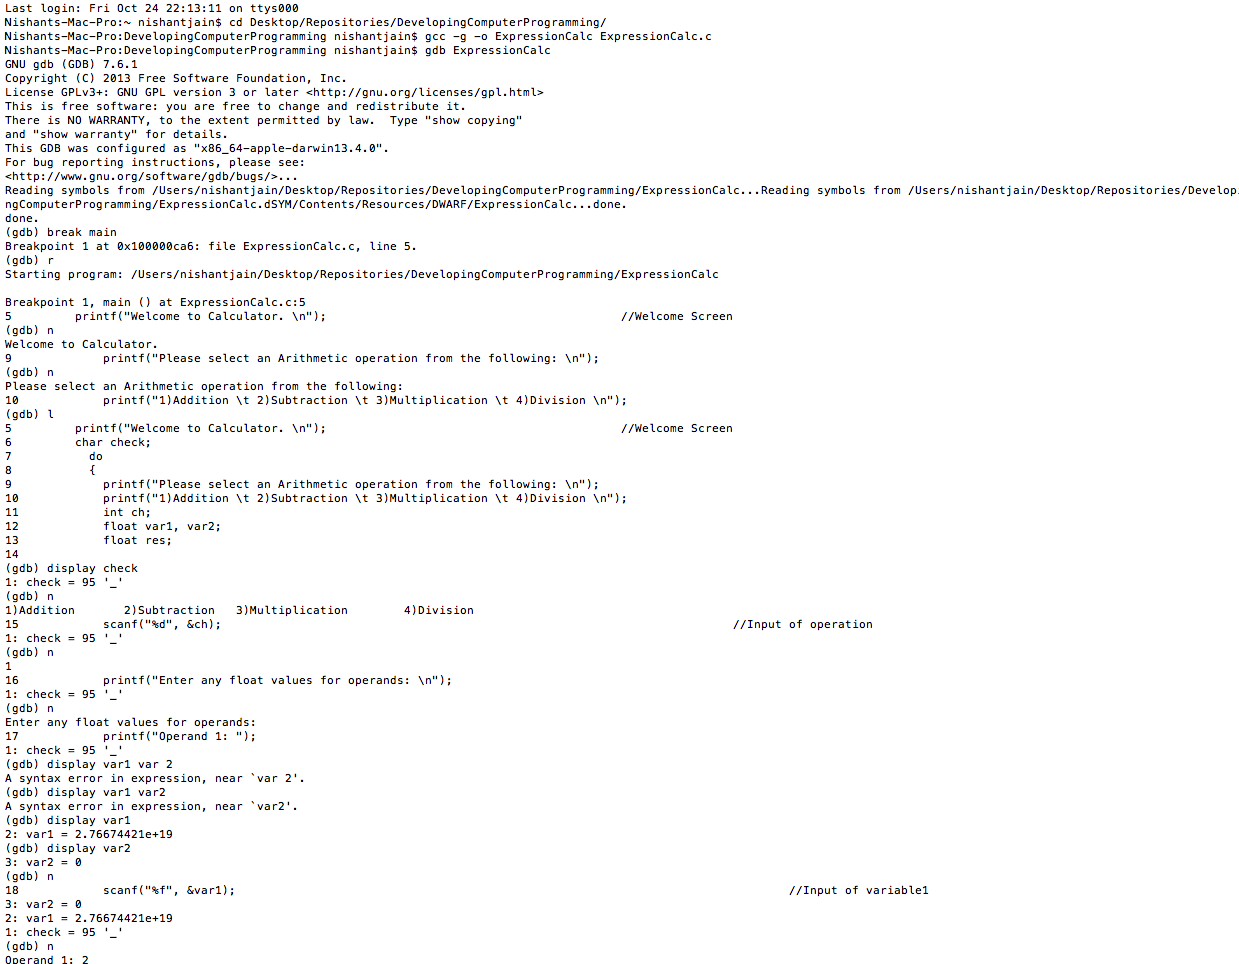 Last login: Fri Oct 24 22:13:11 on ttys000
Nishants-Mac-Pro:~ nishantjain$ cd Desktop/Repositories/DevelopingComputerProgramming/
Nishants-Mac-Pro:DevelopingComputerProgramming nishantjain$ gcc -g -o ExpressionCalc ExpressionCalc.c
Nishants-Mac-Pro:DevelopingComputerProgramming nishantjain$ gdb ExpressionCalc
GNU gdb (GDB) 7.6.1
Copyright (C) 2013 Free Software Foundation, Inc.
License GPLv3+: GNU GPL version 3 or later <http://gnu.org/licenses/gpl.html>
This is free software: you are free to change and redistribute it.
There is NO WARRANTY, to the extent permitted by law.  Type "show copying"
and "show warranty" for details.
This GDB was configured as "x86_64-apple-darwin13.4.0".
For bug reporting instructions, please see:
<http://www.gnu.org/software/gdb/bugs/>...
Reading symbols from /Users/nishantjain/Desktop/Repositories/DevelopingComputerProgramming/ExpressionCalc...Reading symbols from /Users/nishantjain/Desktop/Repositories/Develop
ngComputerProgramming/ExpressionCalc.dSYM/Contents/Resources/DWARF/ExpressionCalc...done.
done.
(gdb) break main
Breakpoint 1 at 0x100000ca6: file ExpressionCalc.c, line 5.
(gdb) r
Starting program: /Users/nishantjain/Desktop/Repositories/DevelopingComputerProgramming/ExpressionCalc
Breakpoint 1, main () at ExpressionCalc.c:5
5         printf("Welcome to Calculator. \n");                                          //Welcome Screen
(gdb) n
Welcome to Calculator.
9             printf("Please select an Arithmetic operation from the following: \n");
(gdb) n
Please select an Arithmetic operation from the following:
10            printf("1)Addition \t 2)Subtraction \t 3)Multiplication \t 4)Division \n");
(gdb) l
5         printf("Welcome to Calculator. \n");                                          //Welcome Screen
6         char check;
7           do
8           {
9             printf("Please select an Arithmetic operation from the following: \n");
10            printf("1)Addition \t 2)Subtraction \t 3)Multiplication \t 4)Division \n");
11            int ch;
12            float var1, var2;
13            float res;
14
(gdb) display check
1: check = 95 '_'
(gdb) n
1)Addition       2)Subtraction   3)Multiplication        4)Division
15            scanf("%d", &ch);                                                                         //Input of operation
1: check = 95 '_'
(gdb) n
1
16            printf("Enter any float values for operands: \n");
1: check = 95 '_'
(gdb) n
Enter any float values for operands:
17            printf("Operand 1: ");
1: check = 95 '_'
(gdb) display var1 var 2
A syntax error in expression, near `var 2'.
(gdb) display var1 var2
A syntax error in expression, near `var2'.
(gdb) display var1
2: var1 = 2.76674421e+19
(gdb) display var2
3: var2 = 0
(gdb) n
18            scanf("%f", &var1);                                                                               //Input of variable1
3: var2 = 0
2: var1 = 2.76674421e+19
1: check = 95 '_'
(gdb) n
Operand 1: 2